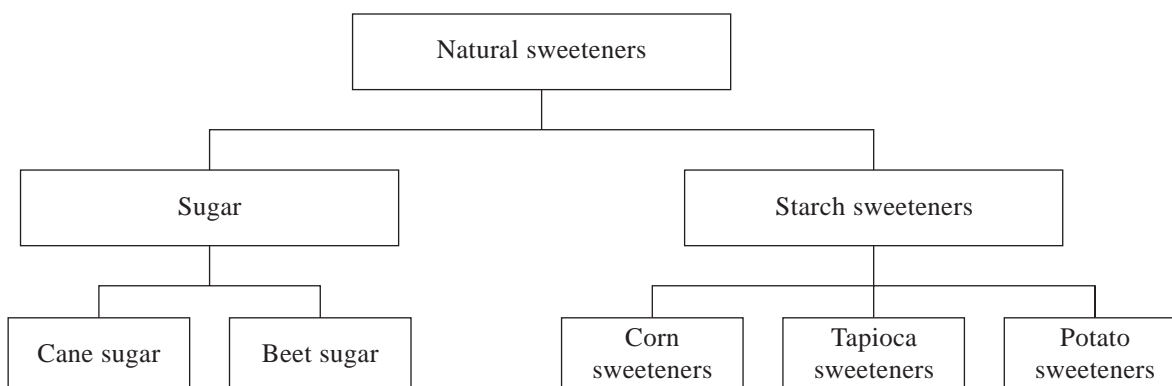 Natural sweeteners
Sugar
Starch sweeteners
Cane sugar
Beet sugar
Corn
sweeteners
Tapioca
sweeteners
Potato
sweeteners